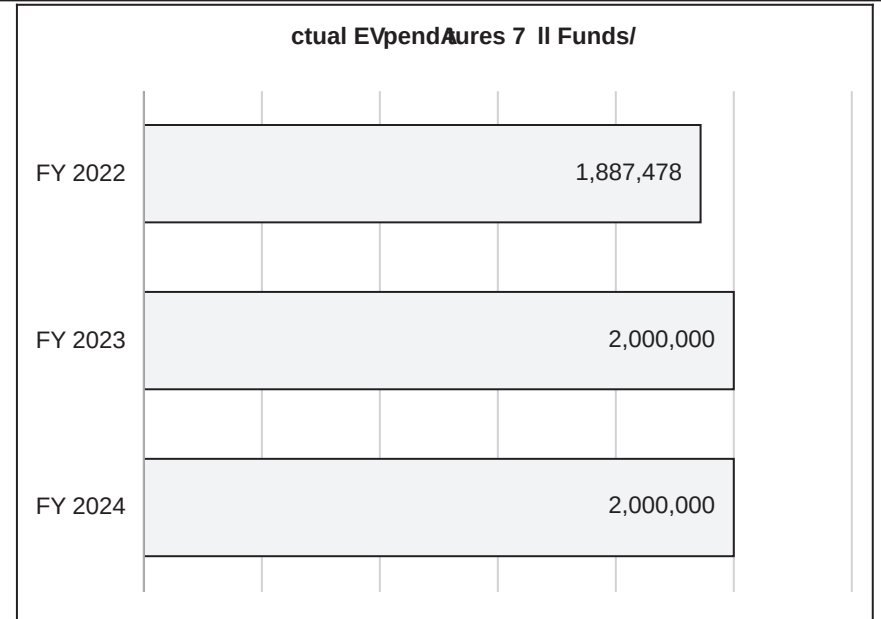 ctual EVpendAtures 7 ll Funds/
FY 2022
1,887,478
FY 2023
2,000,000
FY 2024
2,000,000